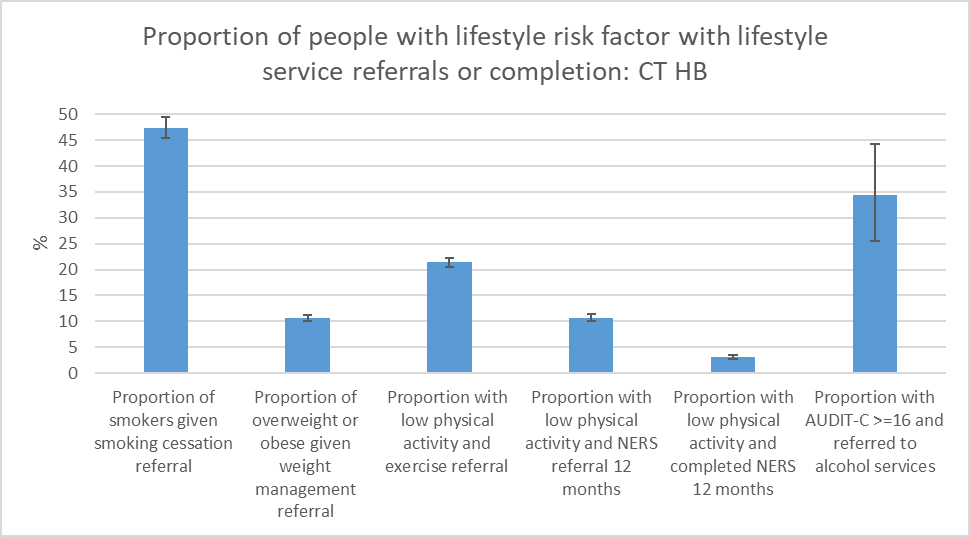 Proportion of people with lifestyle risk factor with lifestyle
service referrals or completion: CT HB
50
45
40
35
30
25
20
15
10
5
0
%
Proportion of
smokers given
smoking cessation
referral
Proportion of
overweight or
obese given
weight
management
referral
Proportion with
low physical
activity and
exercise referral
Proportion with
low physical
activity and NERS
referral 12
months
Proportion with
low physical
activity and
completed NERS
12 months
Proportion with
AUDIT-C >=16 and
referred to
alcohol services